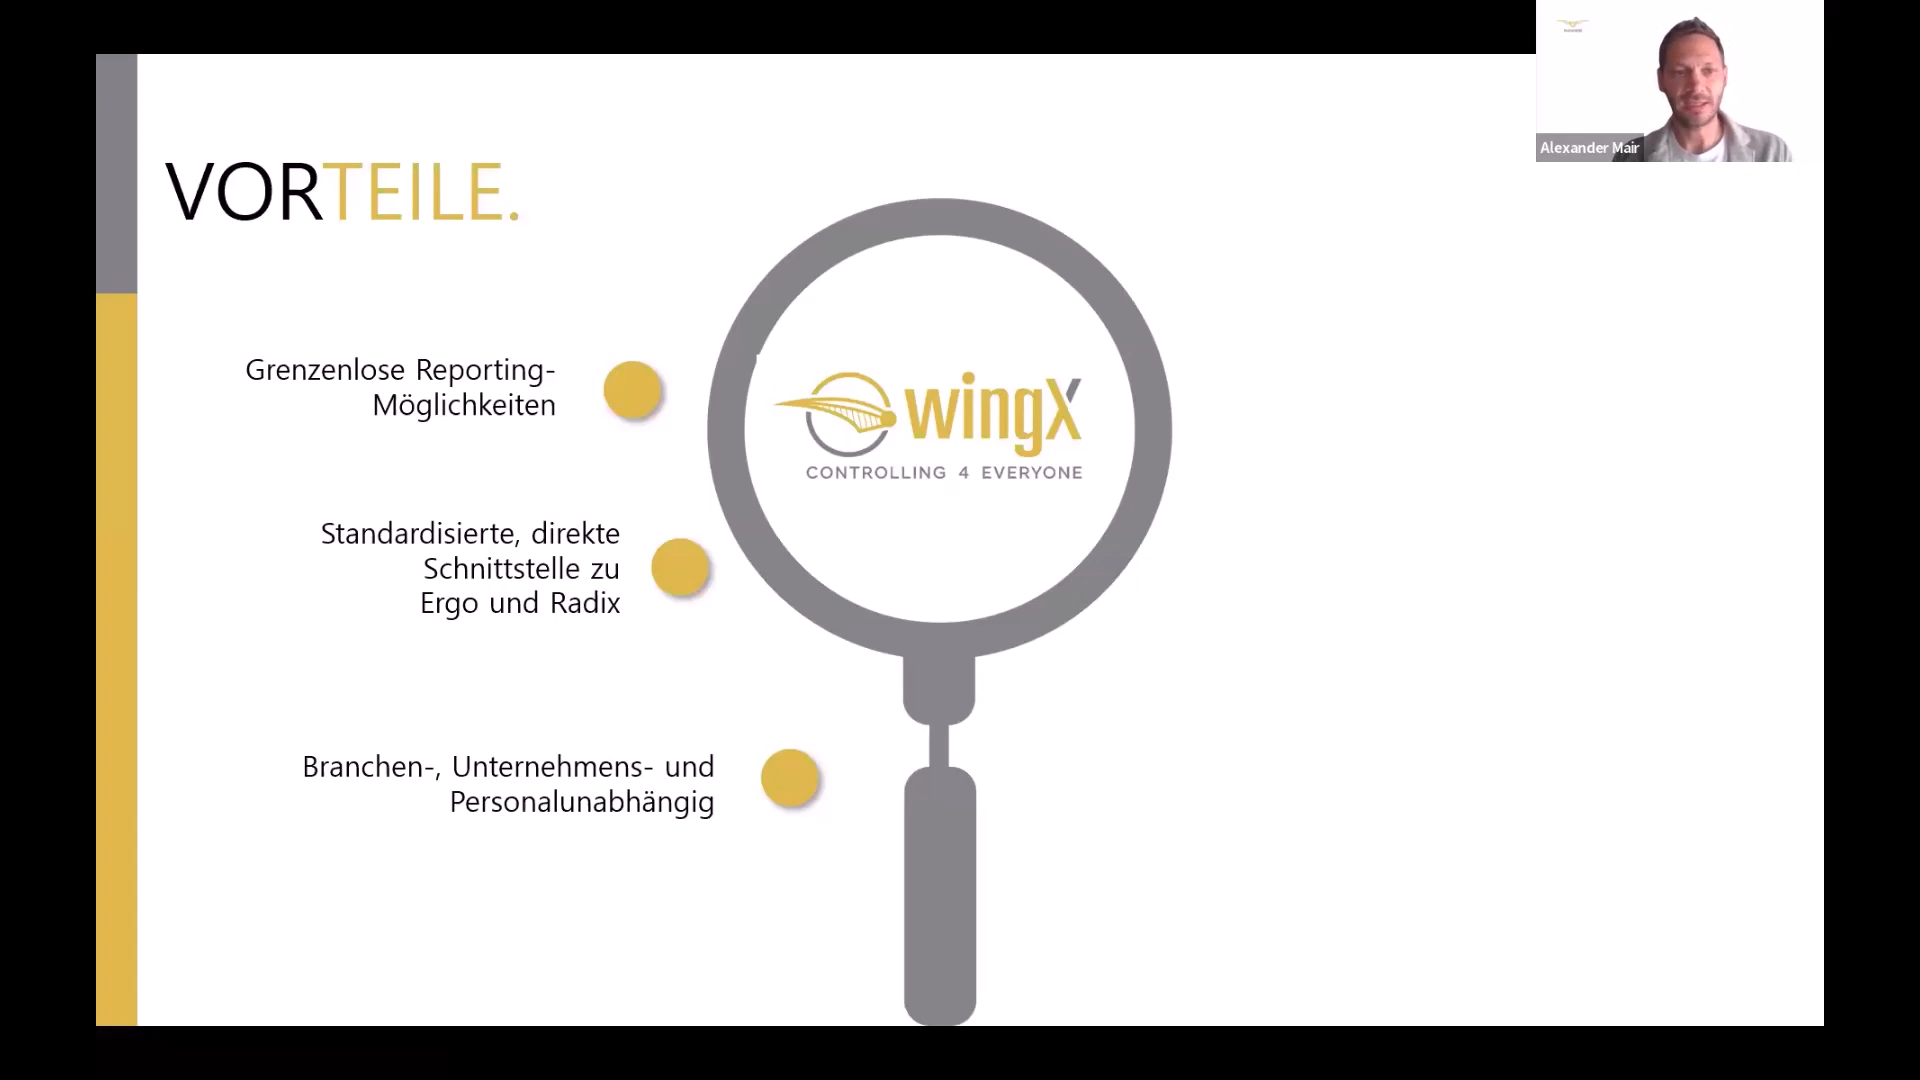 Alexander Mair
VORTEILE.
Grenzenlose Reporting-
Möglichkeiten
wingX
CONTROLLING 4 EVERYONE
Standardisierte, direkte
Schnittstelle zu
Ergo und Radix
Branchen-, Unternehmens- und
Personalunabhängig